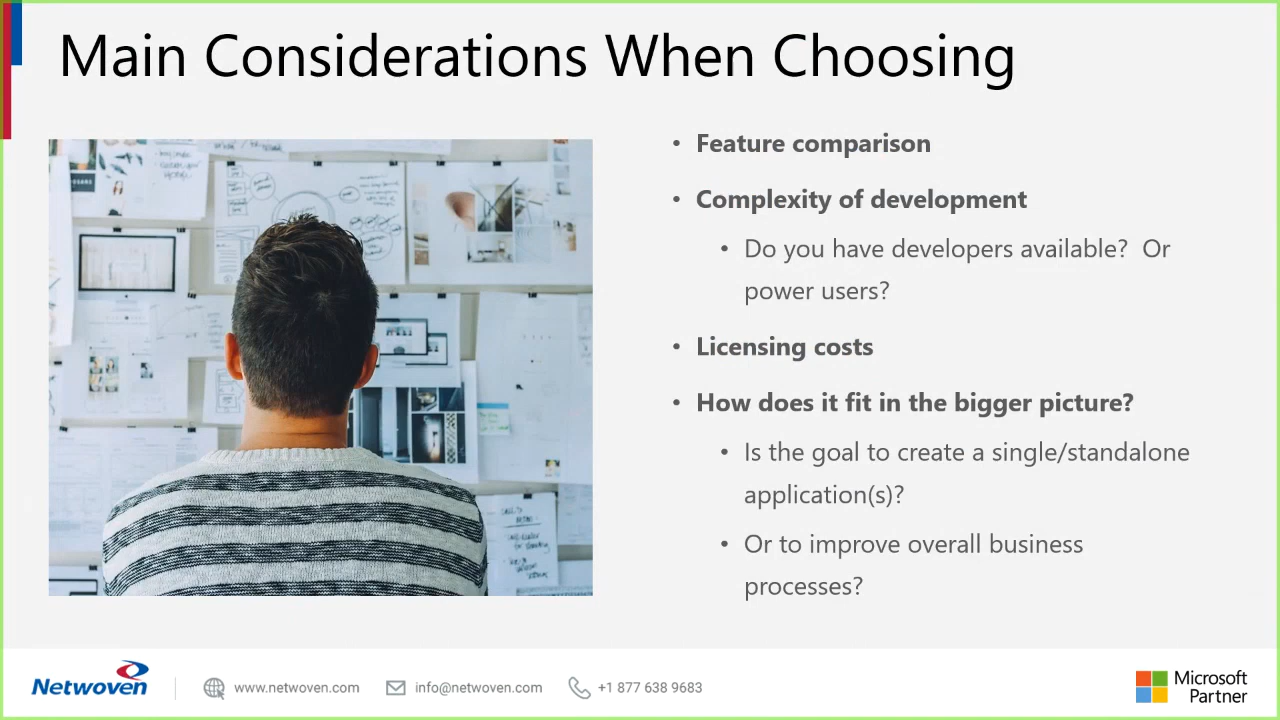 Main Considerations When Choosing
• Feature comparison
• Complexity of development
• Do you have developers available?  Or
power users?
• Licensing costs
• How does it fit in the bigger picture?
• Is the goal to create a single/standalone
application(s)?
• Or to improve overall business
processes?
Netwoven
www.netwoven.com
info@netwoven.com
+1 877 638 9683
Microsoft
Partner